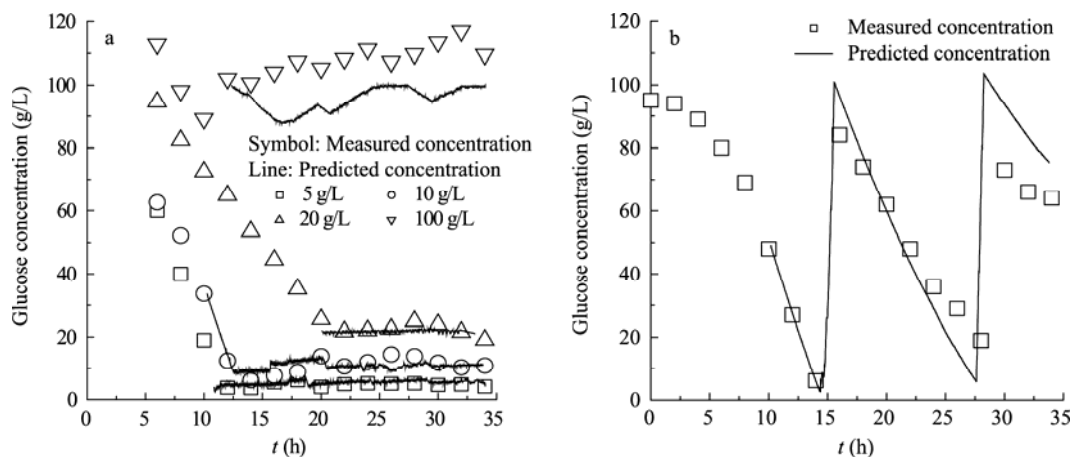 a
Glucose concentration (g/L)
120
100
80
60
40
20
0
Symbol: Measured concentration
Line: Predicted concentration
5 g/L 10 g/L
20 g/L 100 g/L
0 5 10 15 20 25 30 35
t (h)
b
Glucose concentration (g/L)
120
100
80
60
40
20
0
Measured concentration
Predicted concentration
0 5 10 15 20 25 30 35
t (h)